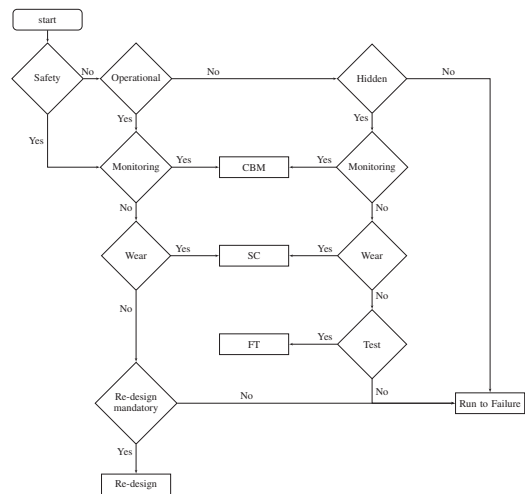 start
Safety
No
Operational
No
Hidden
No
Yes
Yes
Yes
Monitoring
Yes
CBM
Yes
Monitoring
No
No
Wear
Yes
SC
Yes
Wear
No
No
FT
Yes
Test
Re-design
mandatory
No
No
Run to Failure
Yes
Re-design